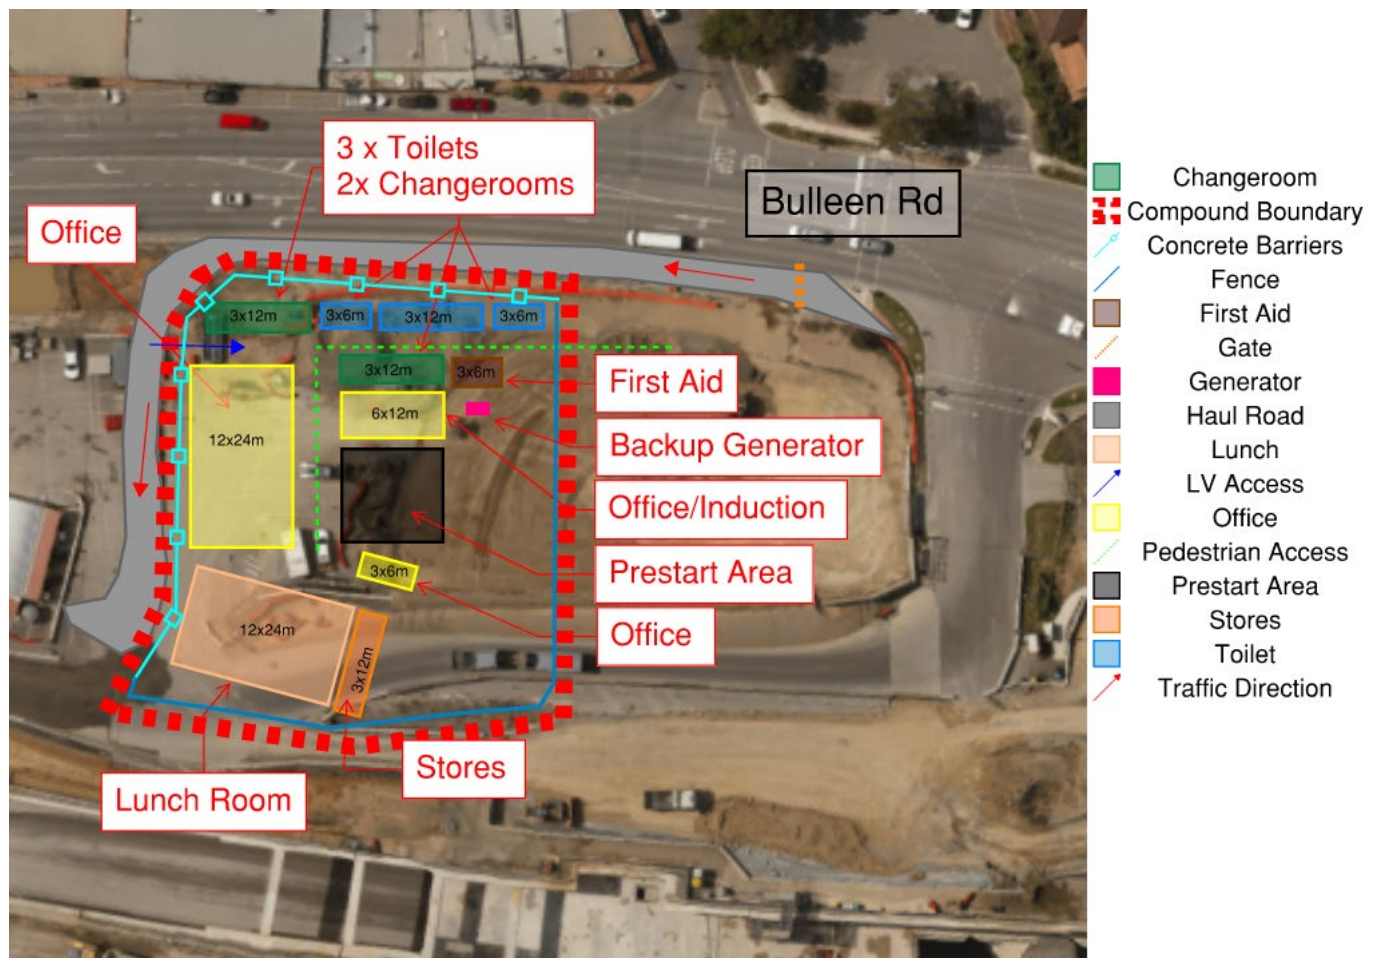 3 x Toilets
2x Changerooms
Bulleen Rd
Office
3x12m
3x6m
3x12m
3x6m
3x12m
3x6m
First Aid
6x12m
12x24m
Backup Generator
Office/Induction
Prestart Area
3x6m
Office
12x24m
3x12m
Stores
Lunch Room
Changeroom
Compound Boundary
Concrete Barriers
Fence
First Aid
Gate
Generator
Haul Road
Lunch
LV Access
Office
Pedestrian Access
Prestart Area
Stores
Toilet
Traffic Direction